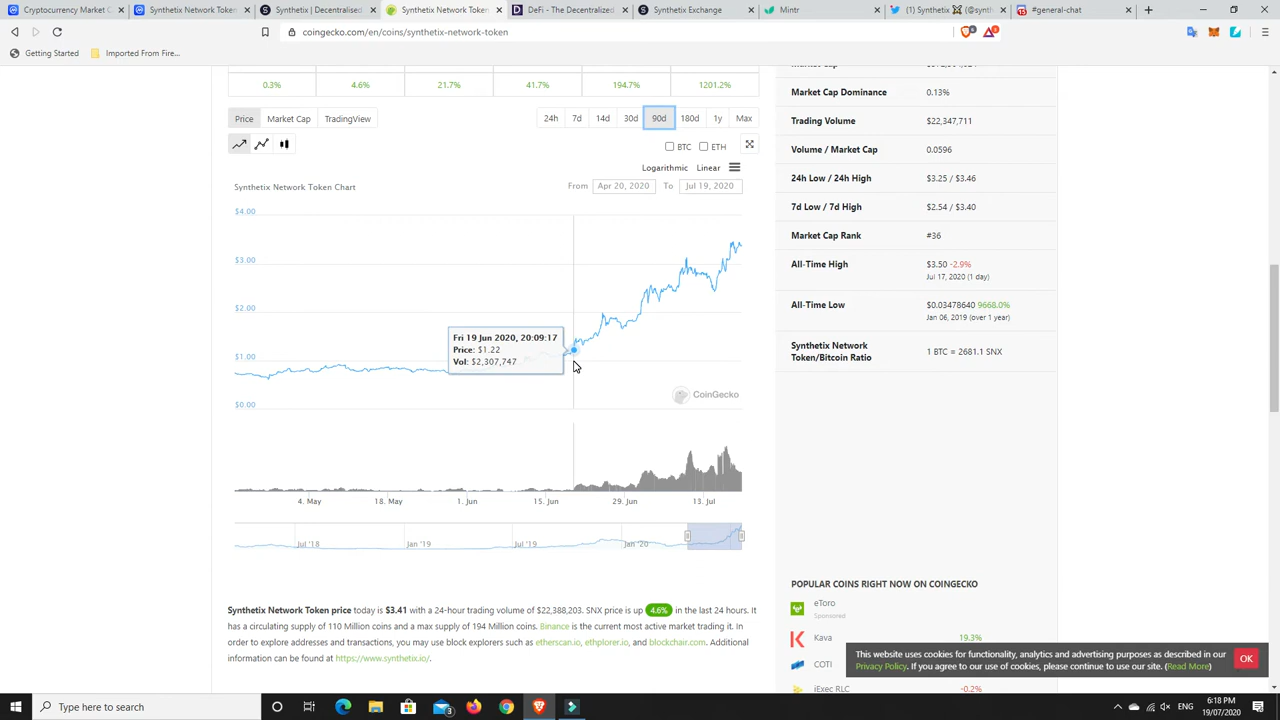 Cryptocurrency Market C
Synthetix Network Token
Synthetix | Decentralised
Synthetix Network Token
DeFi - The Decentralized
Synthetix Exchange
Mintr
Synthetix
(@synt
#general-chat
coingecko.com/en/coins/synthetix-network-token
Getting Started
Imported From Fire...
0.3% 4.6% 21.7% 41.7% 194.7% 1201.2%
Price Market Cap TradingView
24h 7d 14d 30d 90d 180d 1y Max
BTC ETH
Logarithmic Linear
Synthetix Network Token Chart
From Apr 20, 2020 To Jul 19, 2020
$4.00
$3.00
$2.00
$1.00
$0.00
Fri 19 Jun 2020, 20:09:17
Price: $1.22
Vol: $2,307,747
CoinGecko
4. May 18. May 1. Jun 15. Jun 29. Jun 13. Jul
Jul '18 Jan '19 Jul '19 Jan '20
Synthetix Network Token price today is $3.41 with a 24-hour trading volume of $22,388,203. SNX price is up 4.6% in the last 24 hours. It
has a circulating supply of 110 Million coins and a max supply of 194 Million coins. Binance is the current most active market trading it. In
order to explore addresses and transactions, you may use block explorers such as etherscan.io, ethplorer.io, and blockchair.com. Additional
information can be found at https://www.synthetix.io/.
Market Cap Dominance 0.13%
Trading Volume $22,347,711
Volume / Market Cap 0.0596
24h Low / 24h High $3.25 / $3.46
7d Low / 7d High $2.54 / $3.40
Market Cap Rank #36
All-Time High $3.50 -2.9%
Jul 17, 2020 (1 day)
All-Time Low $0.03478640 9668.0%
Jan 06, 2019 (over 1 year)
Synthetix Network
Token/Bitcoin Ratio
1 BTC = 2681.1 SNX
POPULAR COINS RIGHT NOW ON COINGECKO
eToro
Sponsored
Kava 19.3%
COTI
iExec RLC -0.2%
This website uses cookies for functionality, analytics and advertising purposes as described in our
Privacy Policy. If you agree to our use of cookies, please continue to use our site. (Read More)
OK
Type here to search
ENG
6:18 PM
19/07/2020